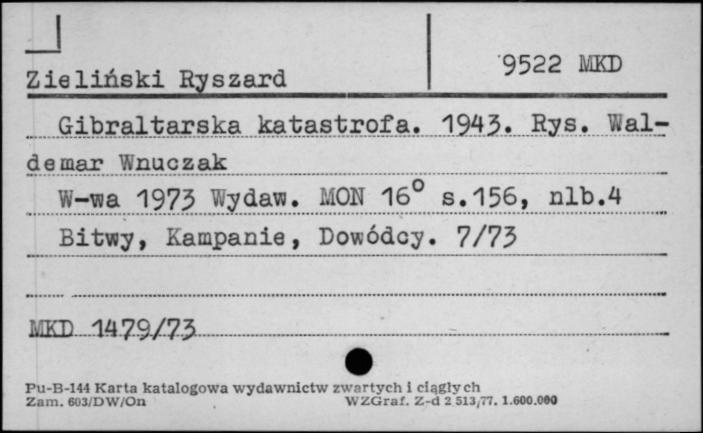 9522 MKD
Zieliński Ryszard
Gibraltarska katastrofa. 1943. Rys. Wal-
demar Wnuczak
W-wa 1973 Wydaw. MON 16° s.156, nlb.4
Bitwy, Kampanie, Dowódcy. 7/73
MKD 1479/73
Pu-B-144 Karta katalogowa wydawnictw zwartych i ciągłych
Zam. 603/DW/On WZGraf. Z-d 2 513/77. 1.600.000